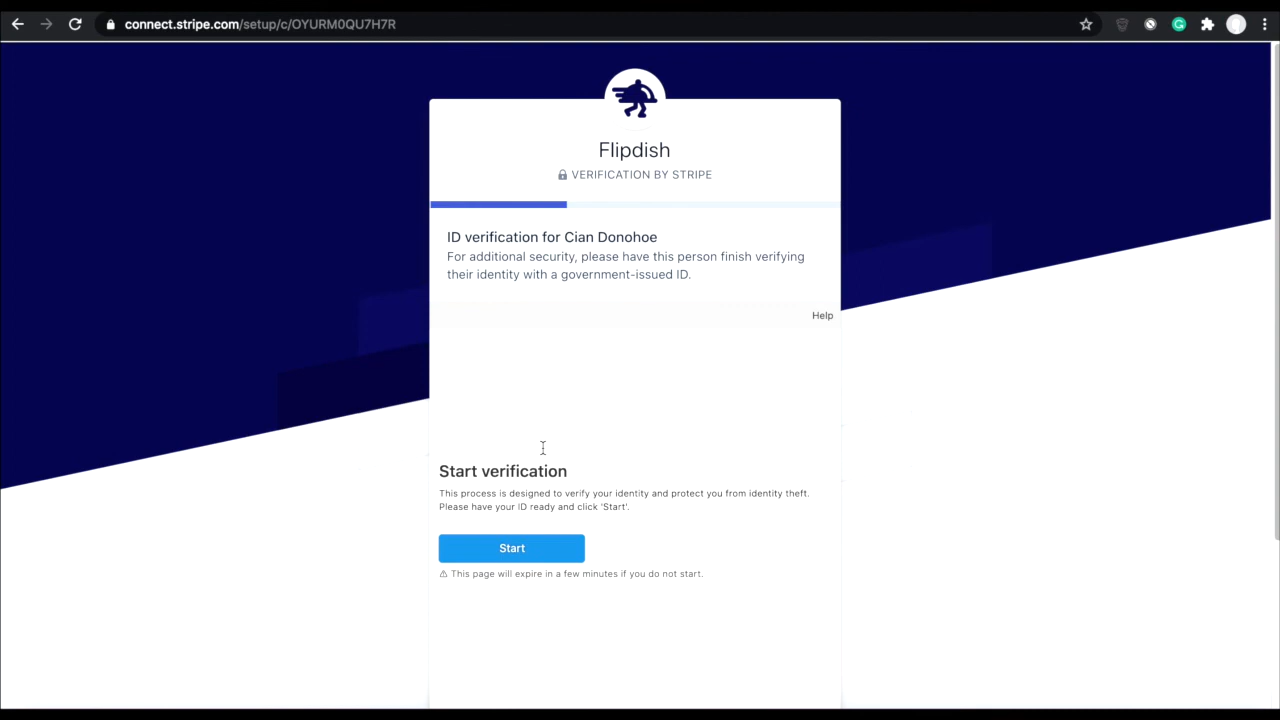 connect.stripe.com/setup/c/OYURM0QU7H7R
Flipdish
VERIFICATION BY STRIPE
ID verification for Cian Donohoe
For additional security, please have this person finish verifying
their identity with a government-issued ID.
Help
Start verification
This process is designed to verify your identity and protect you from identity theft.
Please have your ID ready and click 'Start'.
Start
This page will expire in a few minutes if you do not start.